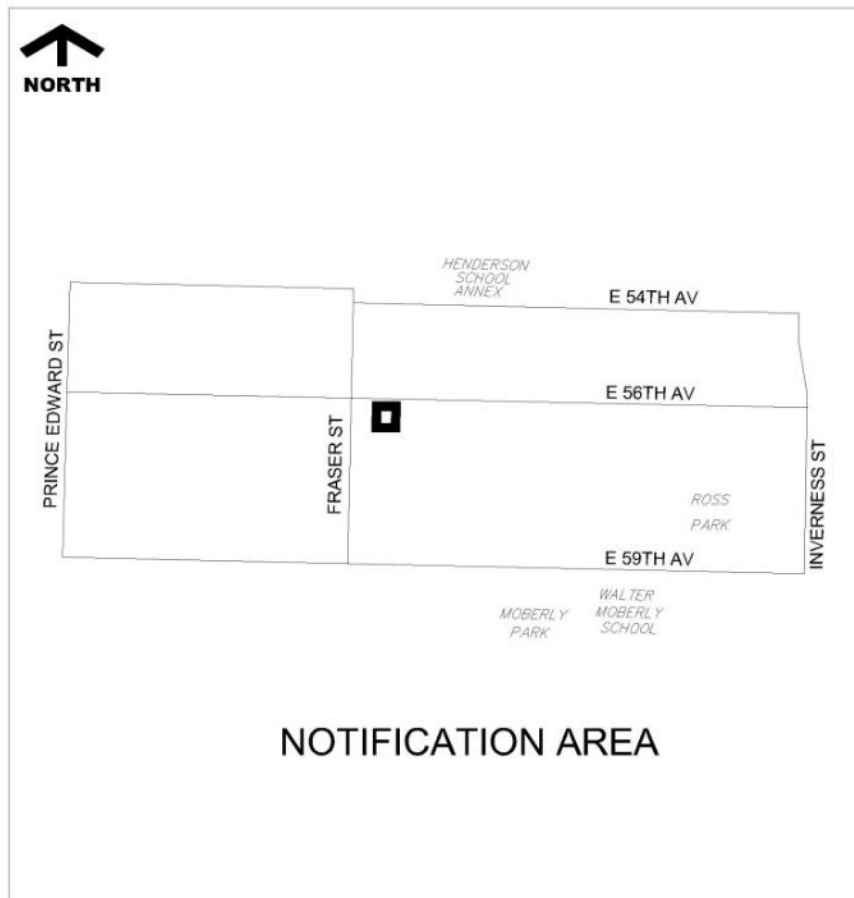 NORTH
HENDERSON
SCHOOL
ANNEX
E 54TH AV
PRINCE EDWARD ST
E 56TH AV
FRASER ST
ROSS
PARK
INVERNESS ST
E 59TH AV
WALTER
MOBERLY
SCHOOL
MOBERLY
PARK
NOTIFICATION AREA